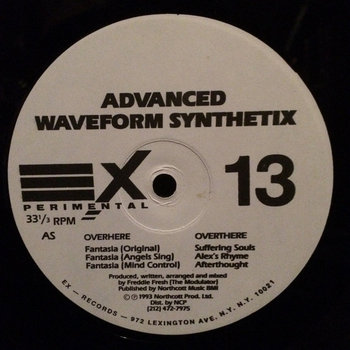 ADVANCED
WAVEFORM SYNTHETIX
EX
PERIMENTAL
13
33 1/3 RPM
AS OVERHERE OVERTHERE
Fantasia (Original) Suffering Souls
Fantasia (Angels Sing) Alex's Rhyme
Fantasia (Mind Control) Afterthought
Produced, written, arranged and mixed
by Freddie Fresh (The Modulator)
Published by Northcott Music BMI
℗ © 1993 Northcott Prod. Ltd.
Dist. by NCP
(212) 472-7975
EX – RECORDS – 972 LEXINGTON AVE. N.Y. N.Y. 10021